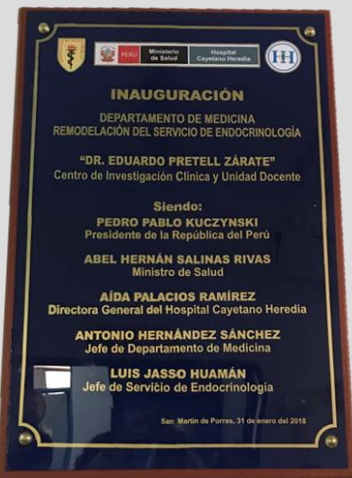 PERÚ
Ministerio
de Salud
Hospital
Cayetano Heredia
INAUGURACIÓN
DEPARTAMENTO DE MEDICINA
REMODELACIÓN DEL SERVICIO DE ENDOCRINOLOGÍA
“DR. EDUARDO PRETELL ZÁRATE”
Centro de Investigación Clínica y Unidad Docente
Siendo:
PEDRO PABLO KUCZYNSKI
Presidente de la República del Perú
ABEL HERNÁN SALINAS RIVAS
Ministro de Salud
AÍDA PALACIOS RAMÍREZ
Directora General del Hospital Cayetano Heredia
ANTONIO HERNÁNDEZ SÁNCHEZ
Jefe de Departamento de Medicina
LUIS JASSO HUAMÁN
Jefe de Servicio de Endocrinología
San Martin de Porres, 31 de enero del 2018